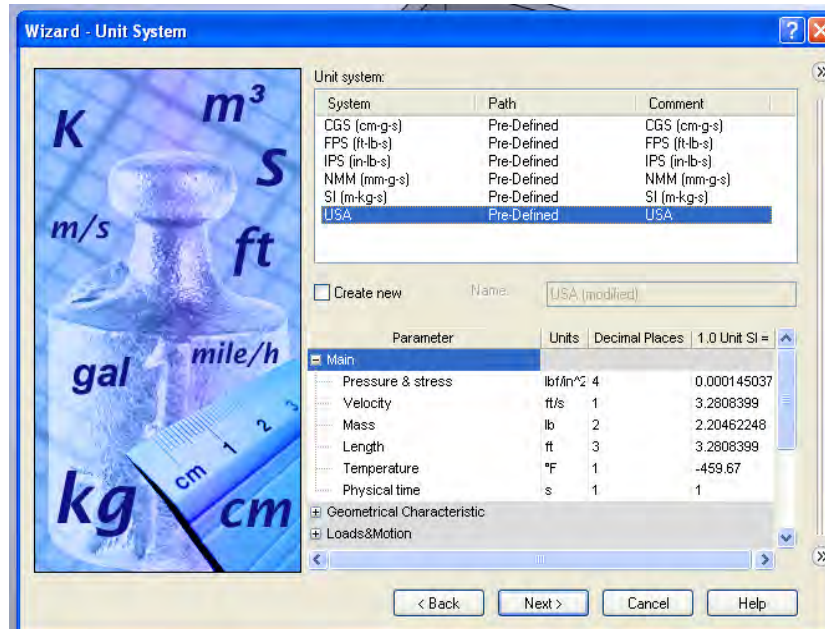 Wizard - Unit System
K
m³
S
m/s
ft
gal
mile/h
cm 1 2 3
kg
cm
Unit system:
System Path Comment
CGS (cm-g-s) Pre-Defined CGS (cm-g-s)
FPS (ft-lb-s) Pre-Defined FPS (ft-lb-s)
IPS (in-lb-s) Pre-Defined IPS (in-lb-s)
NMM (mm-g-s) Pre-Defined NMM (mm-g-s)
SI (m-kg-s) Pre-Defined SI (m-kg-s)
USA Pre-Defined USA
Create new Name: USA (modified)
Parameter Units Decimal Places 1.0 Unit SI =
Main
Pressure & stress lbf/in^2 4 0.000145037
Velocity ft/s 1 3.2808399
Mass lb 2 2.20462248
Length ft 3 3.2808399
Temperature °F 1 -459.67
Physical time s 1 1
Geometrical Characteristic
Loads&Motion
< Back Next > Cancel Help